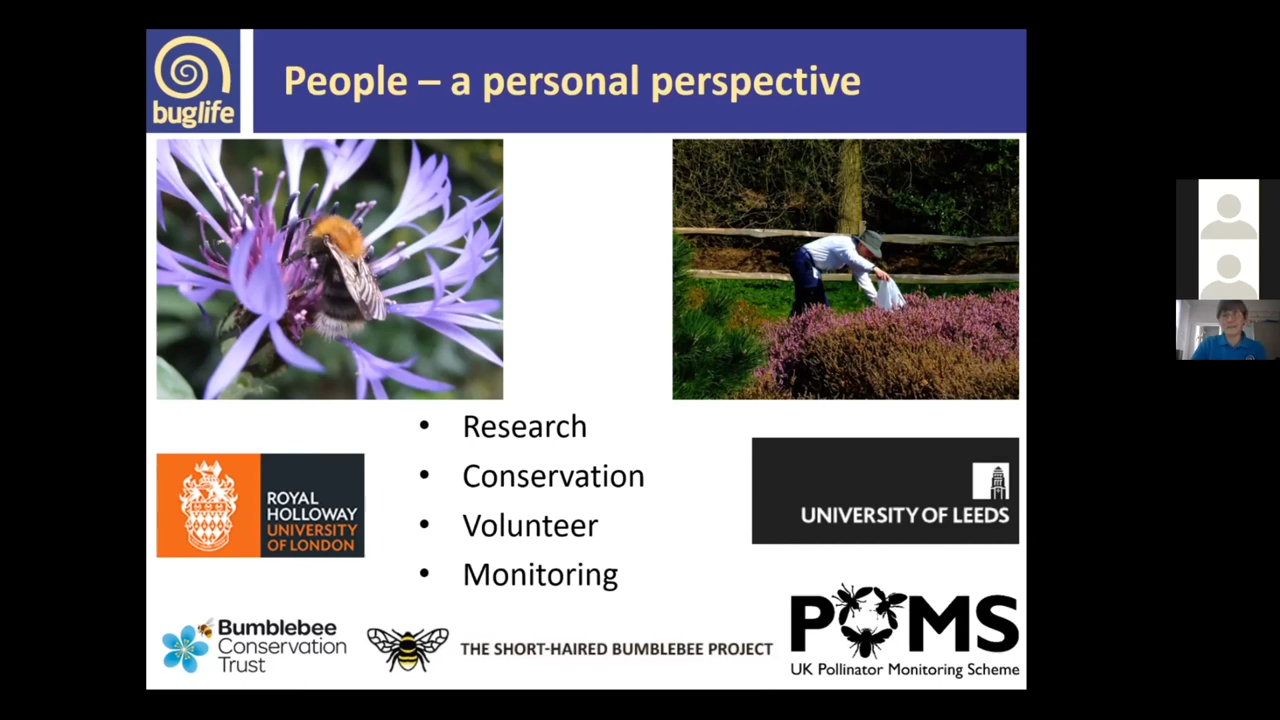 buglife
People – a personal perspective
• Research
• Conservation
• Volunteer
• Monitoring
ROYAL
HOLLOWAY
UNIVERSITY
OF LONDON
UNIVERSITY OF LEEDS
Bumblebee
Conservation
Trust
THE SHORT-HAIRED BUMBLEBEE PROJECT
POMS
UK Pollinator Monitoring Scheme